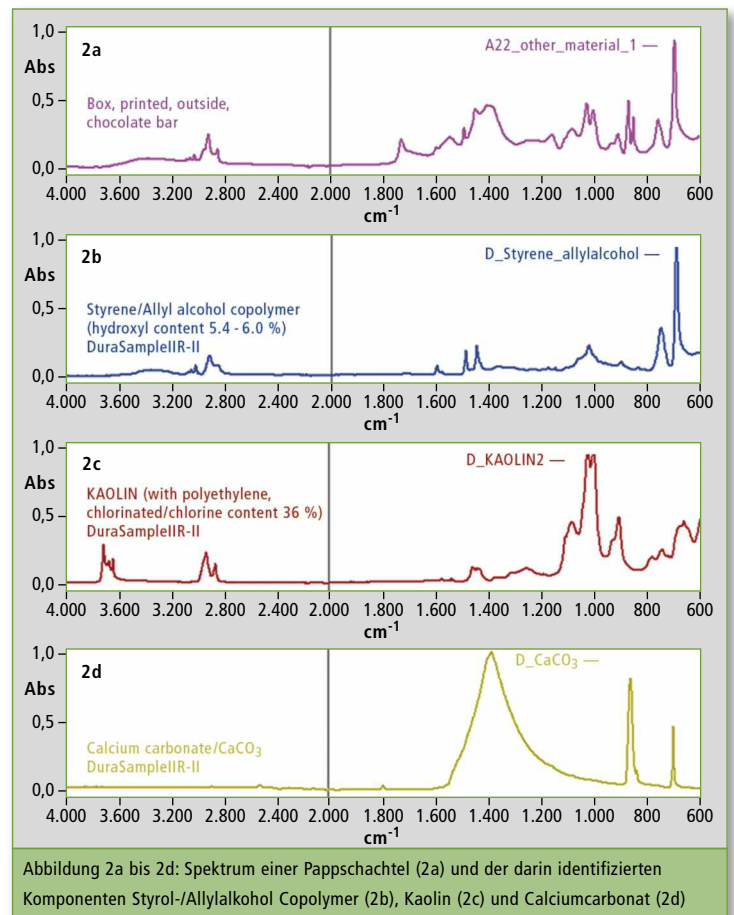 1,0
Abs
0,5
0,0
2a
A22_other_material_1
Box, printed, outside,
chocolate bar
4.000 3.600 3.200 2.800 2.400 2.000 1.800 1.600 1.400 1.200 1.000 800 600
cm-1
1,0
Abs
0,5
0,0
2b
D_Styrene_allylalcohol
Styrene/Allyl alcohol copolymer
(hydroxyl content 5.4 - 6.0 %)
DuraSampleIIR-II
4.000 3.600 3.200 2.800 2.400 2.000 1.800 1.600 1.400 1.200 1.000 800 600
cm-1
1,0
Abs
0,5
0,0
2c
D_KAOLIN2
KAOLIN (with polyethylene,
chlorinated/chlorine content 36 %)
DuraSampleIIR-II
4.000 3.600 3.200 2.800 2.400 2.000 1.800 1.600 1.400 1.200 1.000 800 600
cm-1
1,0
Abs
0,5
0,0
2d
D_CaCO3
Calcium carbonate/CaCO3
DuraSampleIIR-II
4.000 3.600 3.200 2.800 2.400 2.000 1.800 1.600 1.400 1.200 1.000 800 600
cm-1
Abbildung 2a bis 2d: Spektrum einer Pappschachtel (2a) und der darin identifizierten
Komponenten Styrol-/Allylalkohol Copolymer (2b), Kaolin (2c) und Calciumcarbonat (2d)